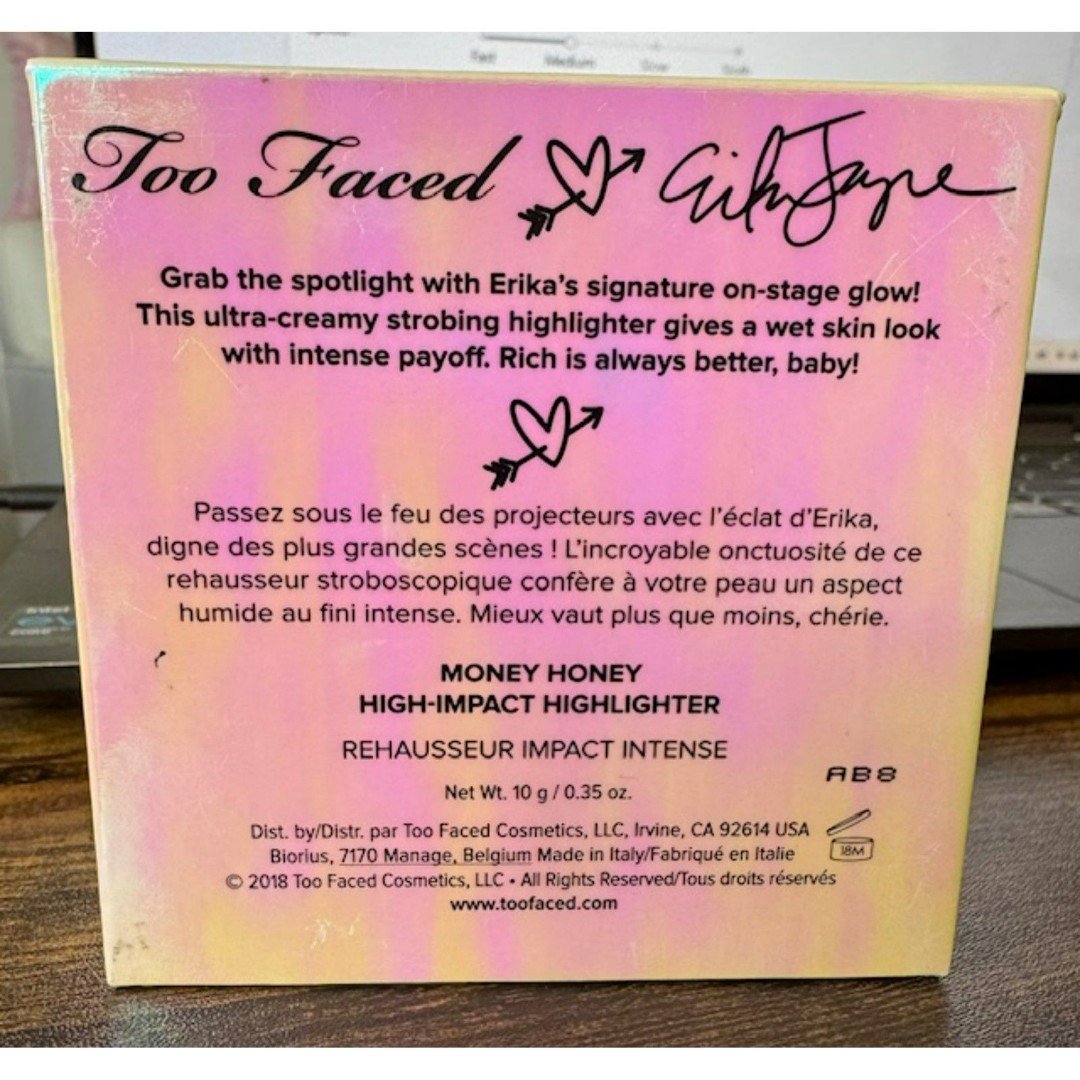 Fast Medium Slow
Too Faced Erika Jayne
Grab the spotlight with Erika's signature on-stage glow!
This ultra-creamy strobing highlighter gives a wet skin look
with intense payoff. Rich is always better, baby!
Passez sous le feu des projecteurs avec l'éclat d'Erika,
digne des plus grandes scènes ! L'incroyable onctuosité de ce
rehausseur stroboscopique confère à votre peau un aspect
humide au fini intense. Mieux vaut plus que moins, chérie.
intel
MONEY HONEY
HIGH-IMPACT HIGHLIGHTER
REHAUSSEUR IMPACT INTENSE
AB8
Net Wt. 10 g / 0.35 oz.
Dist. by/Distr. par Too Faced Cosmetics, LLC, Irvine, CA 92614 USA
Biorius, 7170 Manage, Belgium Made in Italy/Fabriqué en Italie
18M
© 2018 Too Faced Cosmetics, LLC • All Rights Reserved/Tous droits réservés
www.toofaced.com